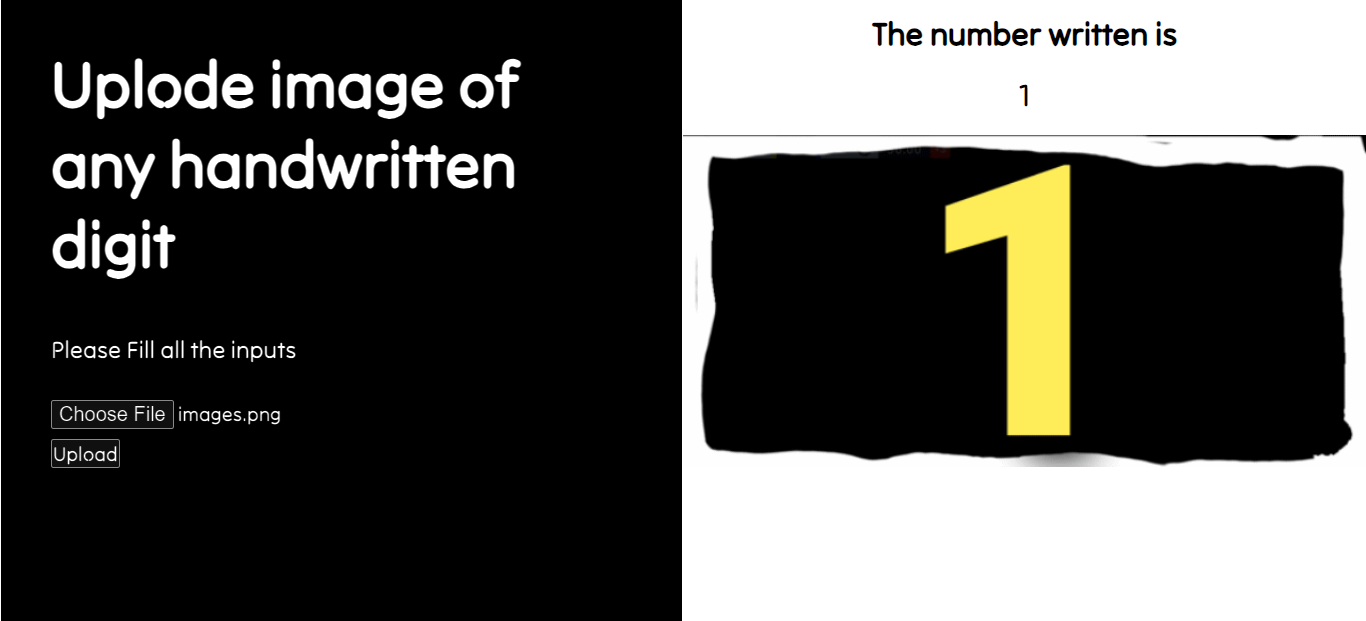 Uplode image of
any handwritten
digit
Please Fill all the inputs
Choose File images.png
Upload
The number written is
1
1